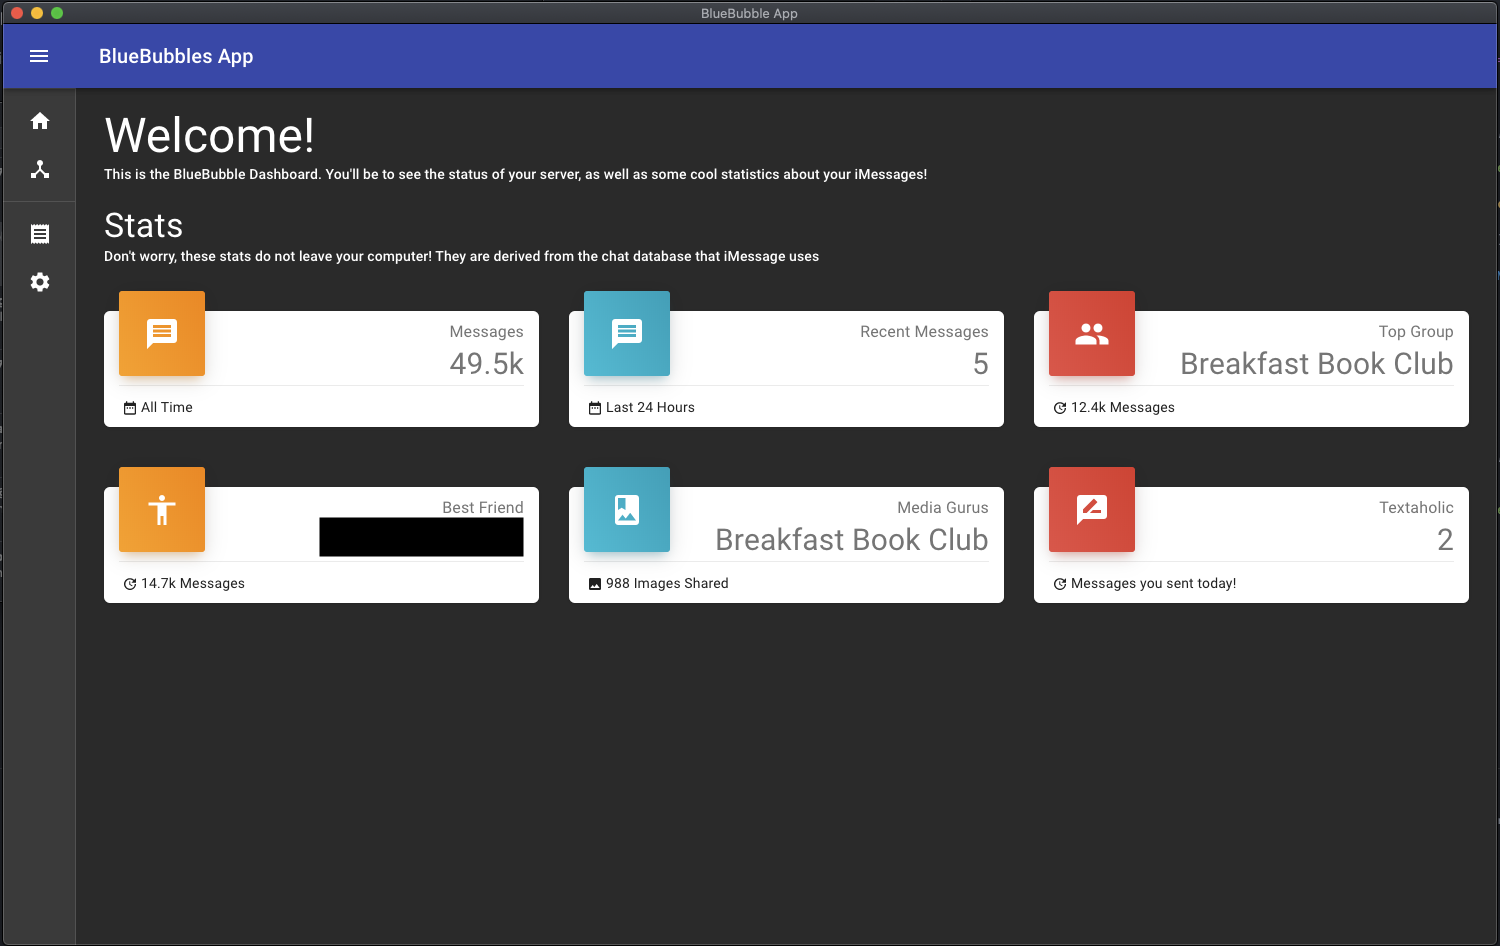 BlueBubble App
BlueBubbles App
Welcome!
This is the BlueBubble Dashboard. You'll be to see the status of your server, as well as some cool statistics about your iMessages!
Stats
Don't worry, these stats do not leave your computer! They are derived from the chat database that iMessage uses
Messages
49.5k
All Time
Recent Messages
5
Last 24 Hours
Top Group
Breakfast Book Club
12.4k Messages
Best Friend
14.7k Messages
Media Gurus
Breakfast Book Club
988 Images Shared
Textaholic
2
Messages you sent today!